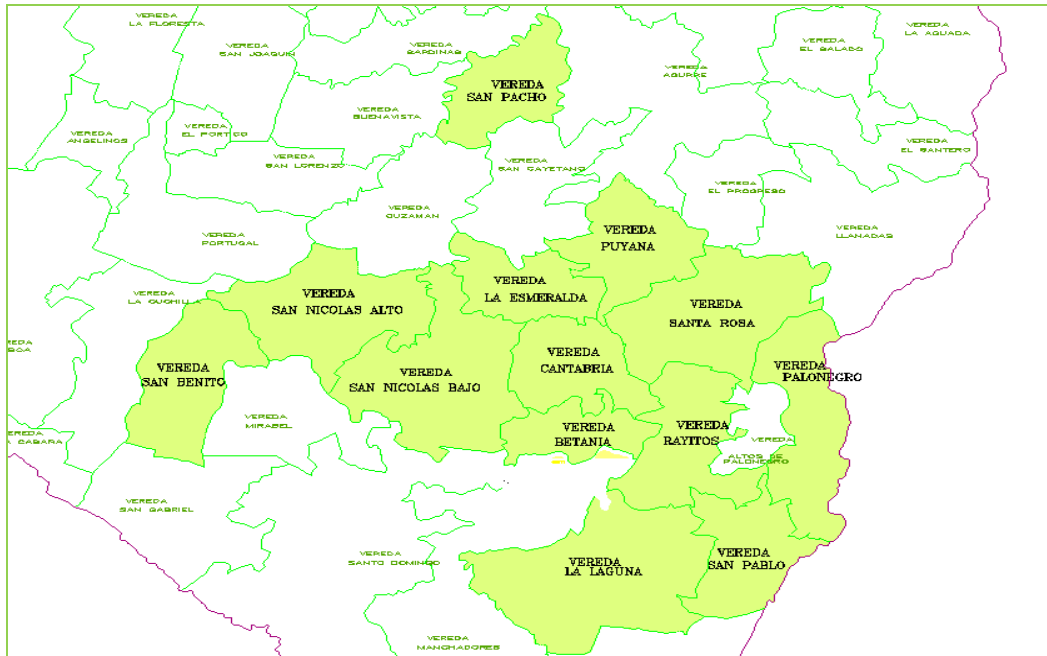 VEREDA
LA FLORESTA
VEREDA
SAN JOAQUIN
VEREDA
SARDINAS
VEREDA
AGUIRRE
VEREDA
EL SALADO
VEREDA
LA AGUADA
VEREDA
SAN PACHO
VEREDA
BUENAVISTA
VEREDA
ANGELINOS
VEREDA
EL PORTICO
VEREDA
SAN LORENZO
VEREDA
SAN CAYETANO
VEREDA
EL SANTERO
VEREDA
EL PROGRESO
VEREDA
GUZAMAN
VEREDA
PORTUGAL
VEREDA
PUYANA
VEREDA
LLANADAS
VEREDA
LA CUCHILLA
VEREDA
SAN NICOLAS ALTO
VEREDA
LA ESMERALDA
VEREDA
SANTA ROSA
VEREDA
SAN BENITO
VEREDA
SAN NICOLAS BAJO
VEREDA
CANTABRIA
VEREDA
PALONEGRO
VEREDA
MIRABEL
VEREDA
BETANIA
VEREDA
RAYITOS
VEREDA
ALTOS DE
PALONEGRO
VEREDA
SAN GABRIEL
VEREDA
SANTO DOMINGO
VEREDA
LA LAGUNA
VEREDA
SAN PABLO
VEREDA
MANCHADORES